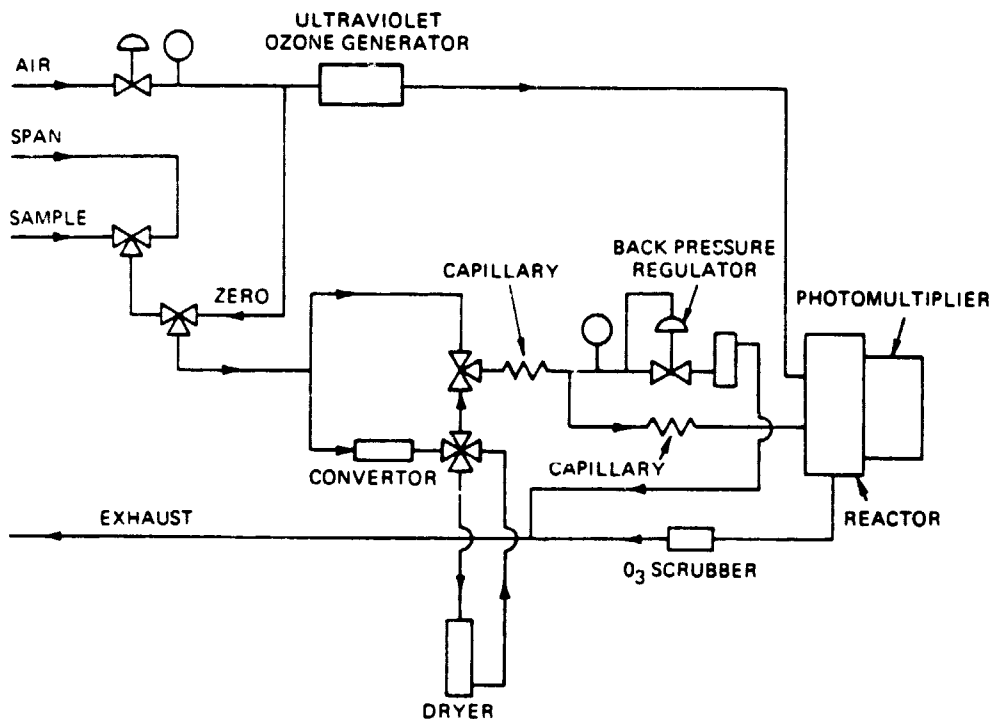 ULTRAVIOLET
OZONE GENERATOR
AIR
SPAN
SAMPLE
ZERO
CAPILLARY
BACK PRESSURE
REGULATOR
PHOTOMULTIPLIER
CONVERTOR
CAPILLARY
EXHAUST
REACTOR
O3 SCRUBBER
DRYER